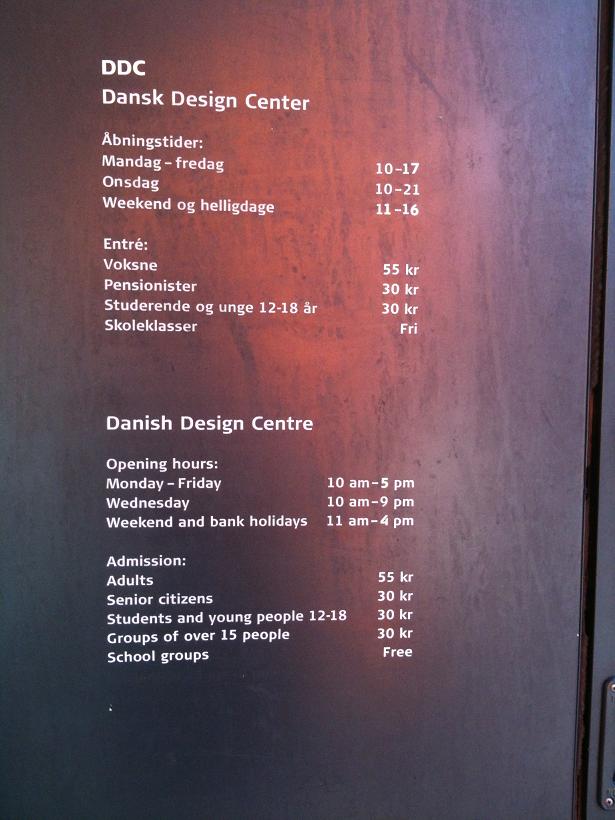 DDC
Dansk Design Center
Åbningstider:
Mandag – fredag 10–17
Onsdag 10–21
Weekend og helligdage 11–16
Entré:
Voksne 55 kr
Pensionister 30 kr
Studerende og unge 12-18 år 30 kr
Skoleklasser Fri
Danish Design Centre
Opening hours:
Monday – Friday 10 am–5 pm
Wednesday 10 am–9 pm
Weekend and bank holidays 11 am–4 pm
Admission:
Adults 55 kr
Senior citizens 30 kr
Students and young people 12-18 30 kr
Groups of over 15 people 30 kr
School groups Free